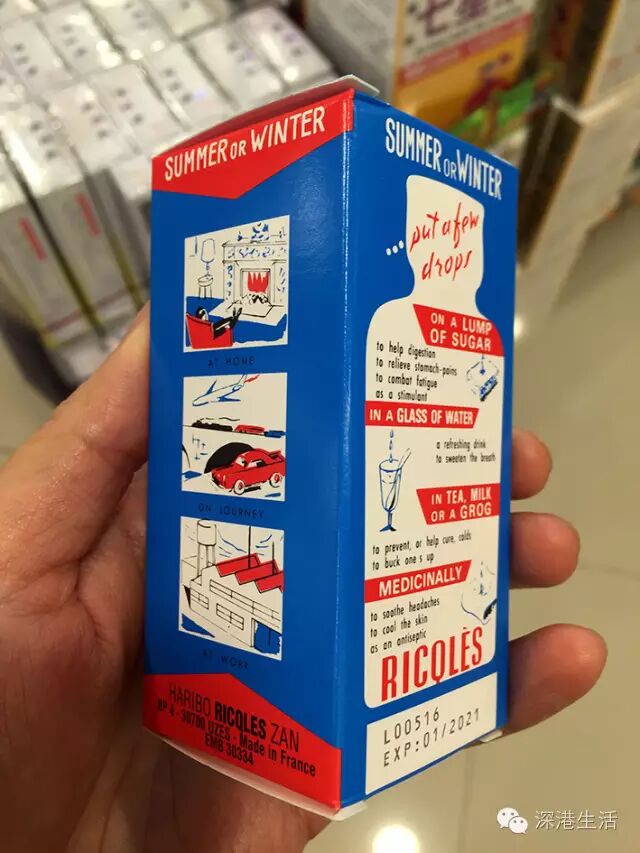 SUMMER OR WINTER
AT HOME
ON JOURNEY
AT WORK
HARIBO RICQLES ZAN
BP 4 - 30700 UZES - Made in France
EMB 30334
SUMMER OR WINTER
...put a few
drops
ON A LUMP
OF SUGAR
to help digestion
to relieve stomach-pains
to combat fatigue
as a stimulant
IN A GLASS OF WATER
a refreshing drink
to sweeten the breath
IN TEA, MILK
OR A GROG
to prevent, or help cure, colds
to buck one s up
MEDICINALLY
to soothe headaches
to cool the skin
as an antiseptic
RICQLÈS
L00516
EXP:01/2021
深港生活